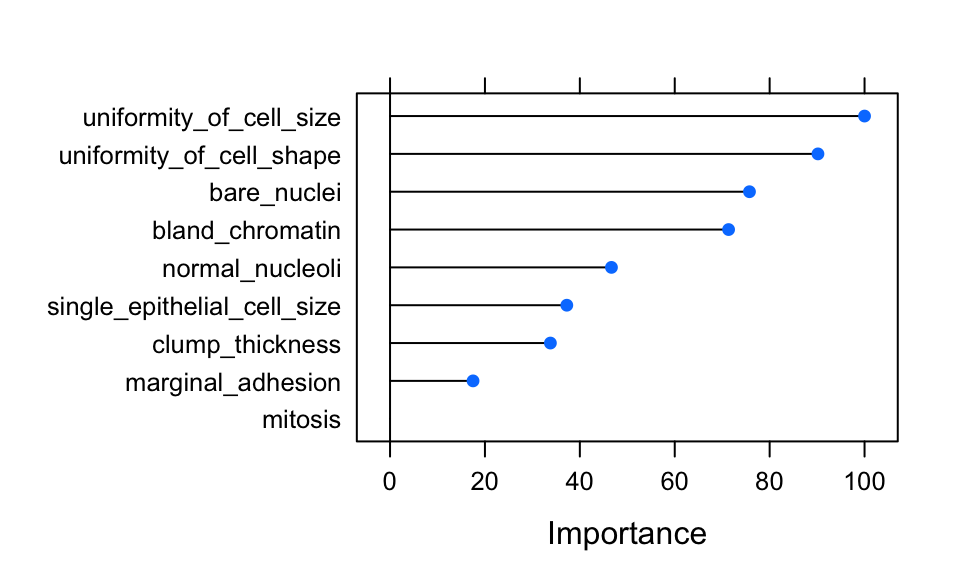 uniformity_of_cell_size
uniformity_of_cell_shape
bare_nuclei
bland_chromatin
normal_nucleoli
single_epithelial_cell_size
clump_thickness
marginal_adhesion
mitosis
0 20 40 60 80 100
Importance